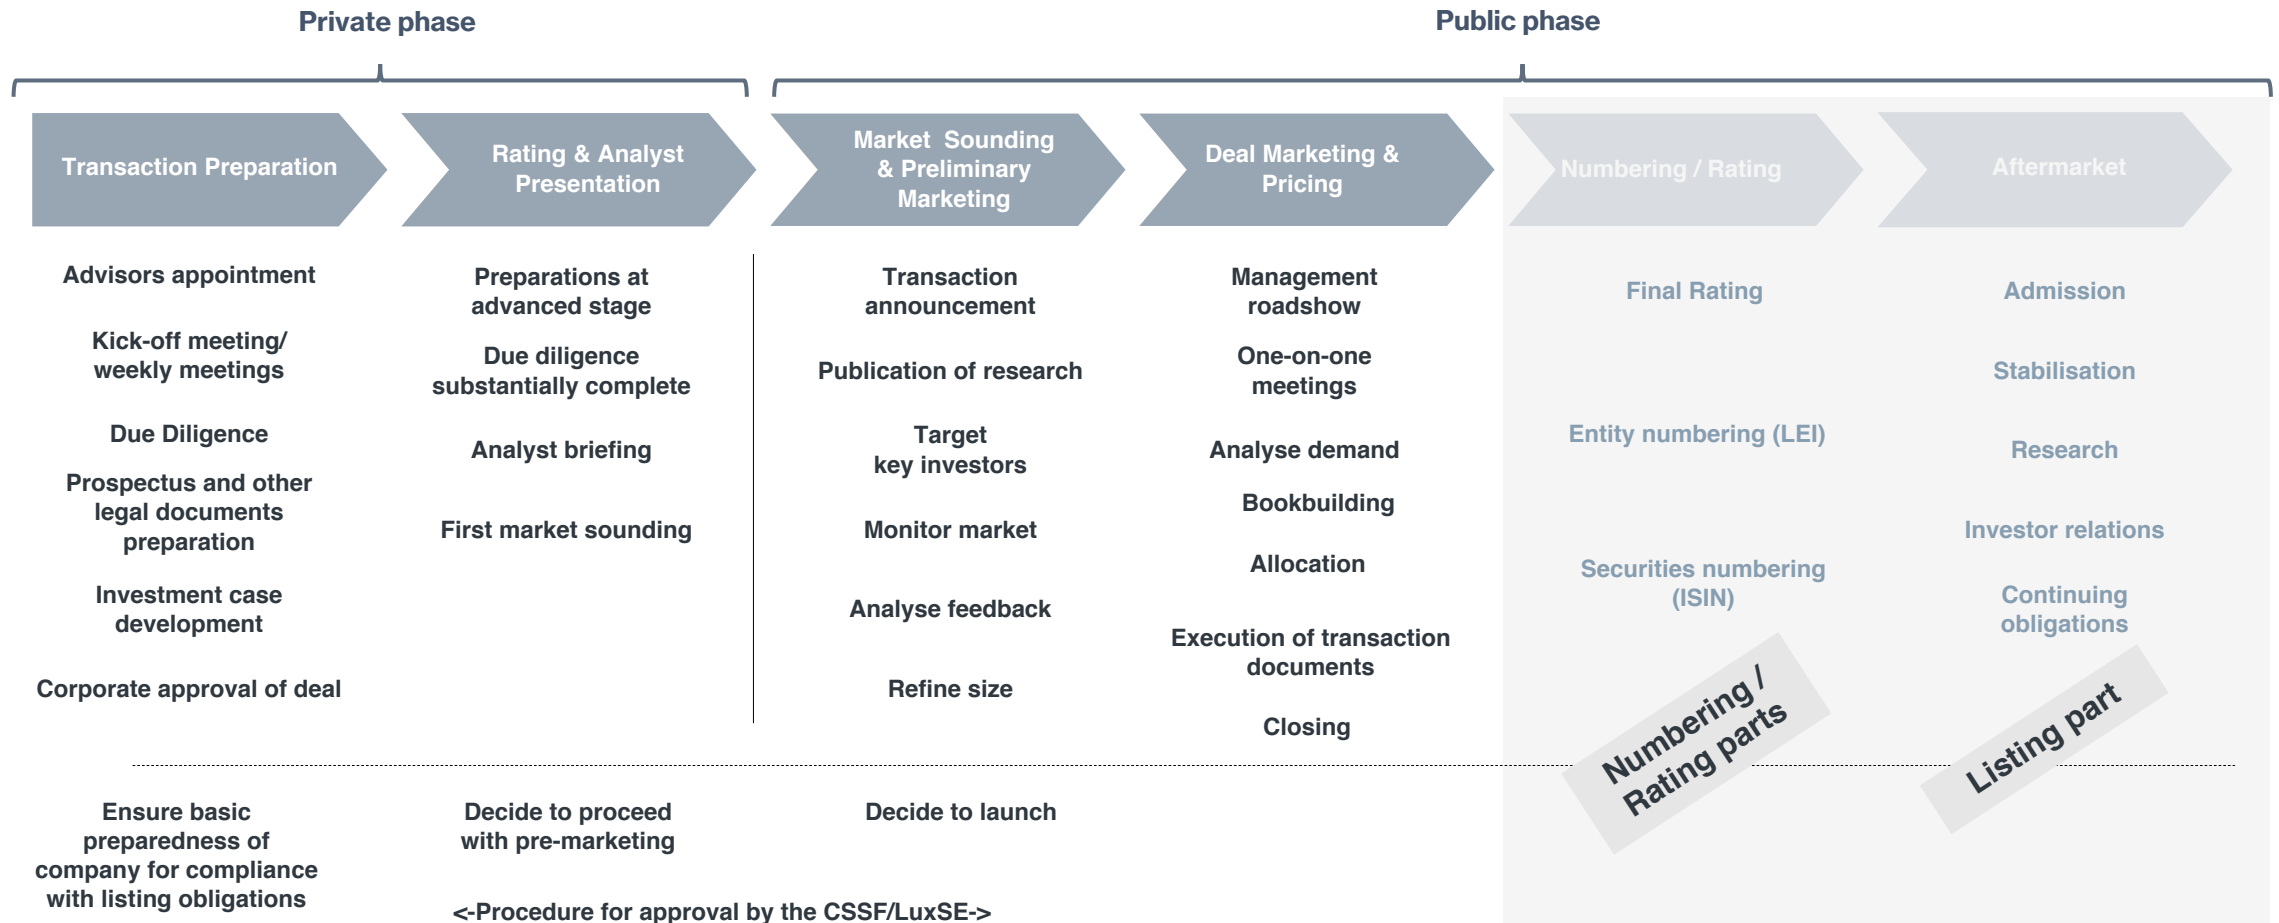 Private phase
Public phase
Transaction Preparation
Rating & Analyst
Presentation
Market Sounding
& Preliminary
Marketing
Deal Marketing &
Pricing
Numbering / Rating
Aftermarket
Advisors appointment
Kick-off meeting/
weekly meetings
Due Diligence
Prospectus and other
legal documents
preparation
Investment case
development
Corporate approval of deal
Preparations at
advanced stage
Due diligence
substantially complete
Analyst briefing
First market sounding
Transaction
announcement
Publication of research
Target
key investors
Monitor market
Analyse feedback
Refine size
Management
roadshow
One-on-one
meetings
Analyse demand
Bookbuilding
Allocation
Execution of transaction
documents
Closing
Final Rating
Entity numbering (LEI)
Securities numbering
(ISIN)
Numbering /
Rating parts
Admission
Stabilisation
Research
Investor relations
Continuing
obligations
Listing part
Ensure basic
preparedness of
company for compliance
with listing obligations
Decide to proceed
with pre-marketing
Decide to launch
<-Procedure for approval by the CSSF/LuxSE->